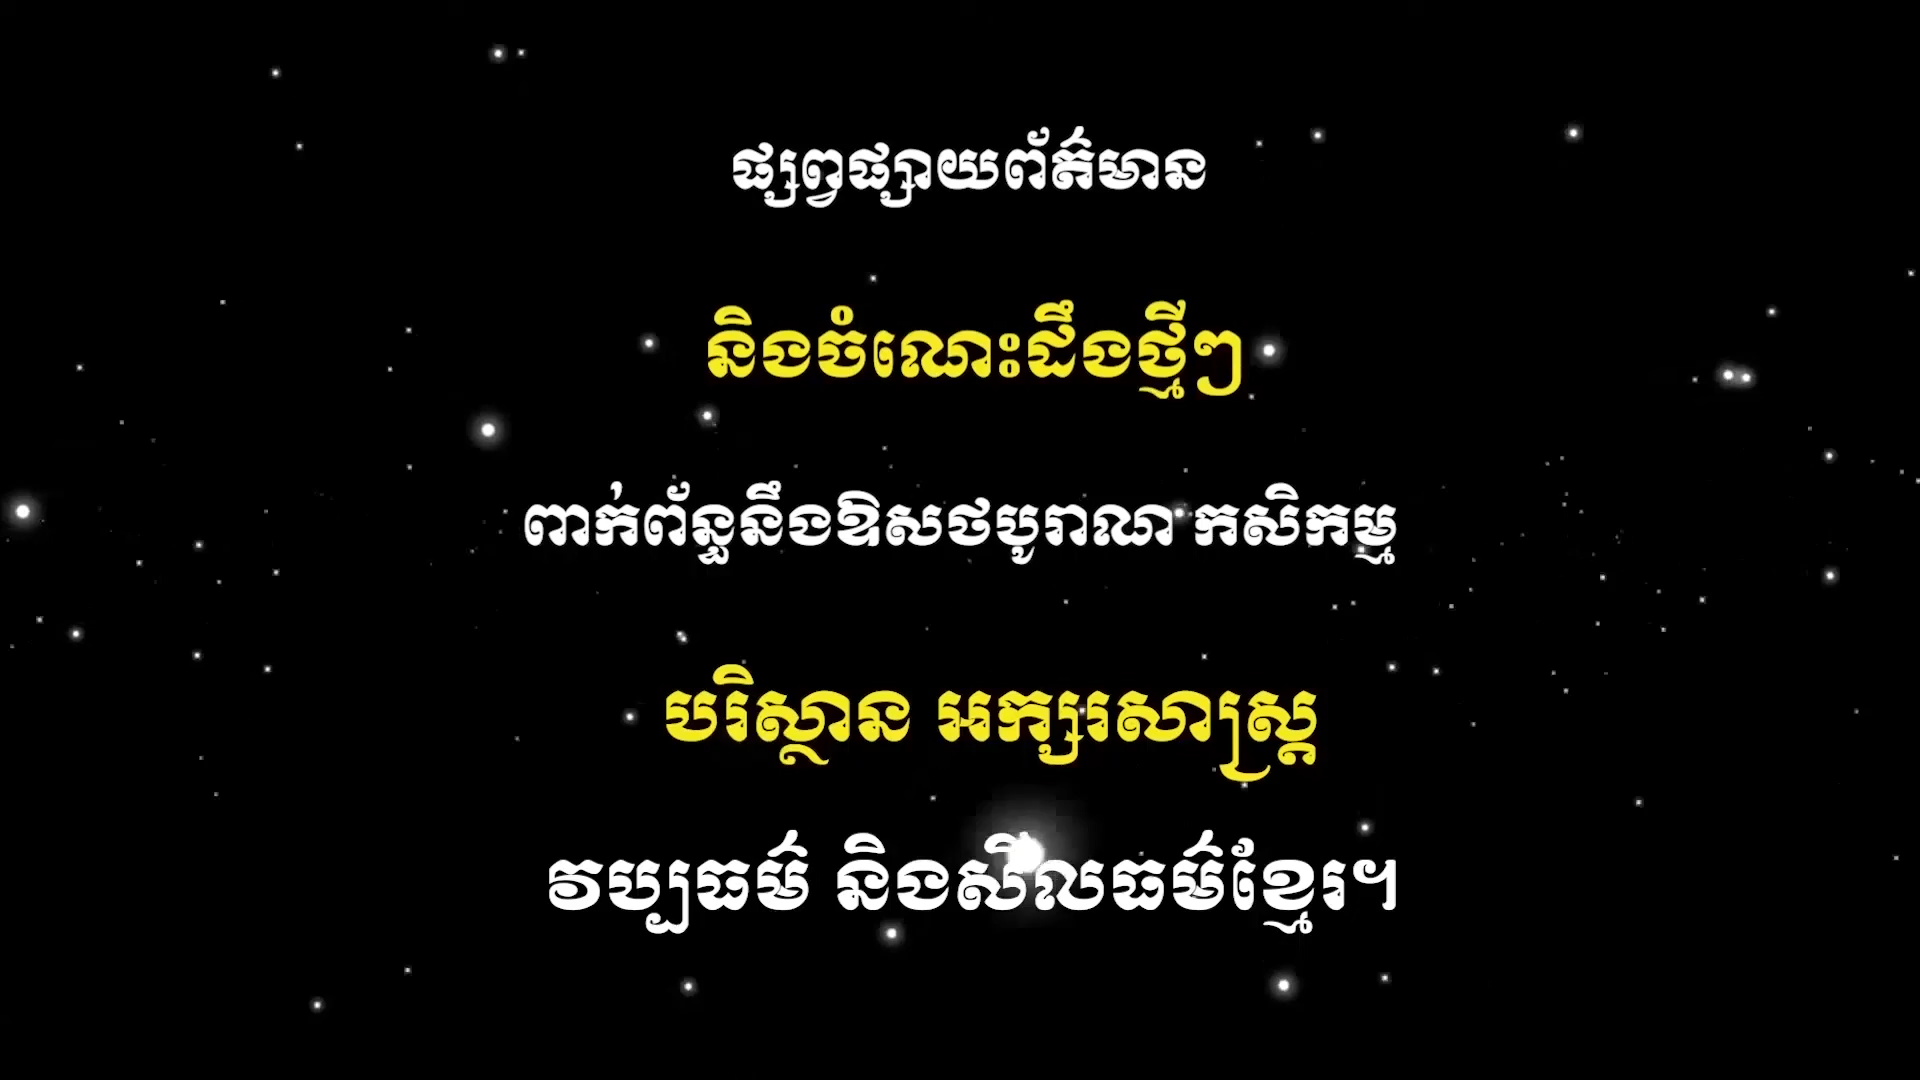 ផ្សព្វផ្សាយព័ត៌មាន
និងចំណេះដឹងថ្មីៗ
ពាក់ព័ន្ធនឹងឱសថបូរាណ កសិកម្ម
បរិស្ថាន អក្សរសាស្ត្រ
វប្បធម៌ និងសីលធម៌ខ្មែរ។